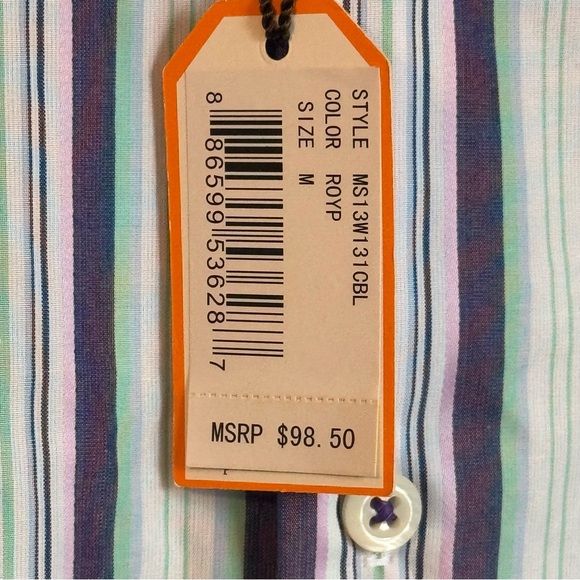 STYLE MS13W131CBL
COLOR ROYP
SIZE M
8 86599 53628 7
MSRP $98.50